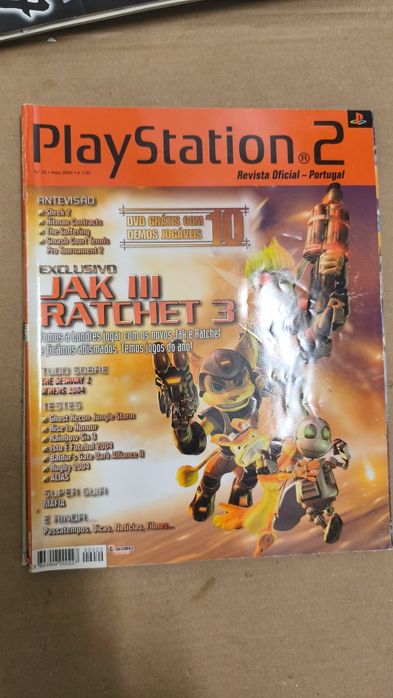 PlayStation®2
Revista Oficial – Portugal
ANTEVISÃO
Shrek 2
Hitman Contracts
The Suffering
Smash Court Tennis
Pro Tournament 2
DVD GRÁTIS COM 10
DEMOS JOGÁVEIS
EXCLUSIVO
JAK III
RATCHET 3
Fomos a Londres jogar com os novos Jak e Ratchet
e ficámos abismados. Temos jogos do ano!
TUDO SOBRE
THE GETAWAY 2
ATHENS 2004
TESTES
Ghost Recon Jungle Storm
Rise to Honour
Rainbow Six 3
Isto É Futebol 2004
Baldur's Gate Dark Alliance II
Rugby 2004
ALIAS
SUPER GUIA
MAFIA
E AINDA...
Passatempos, Dicas, Notícias, Filmes...
00020